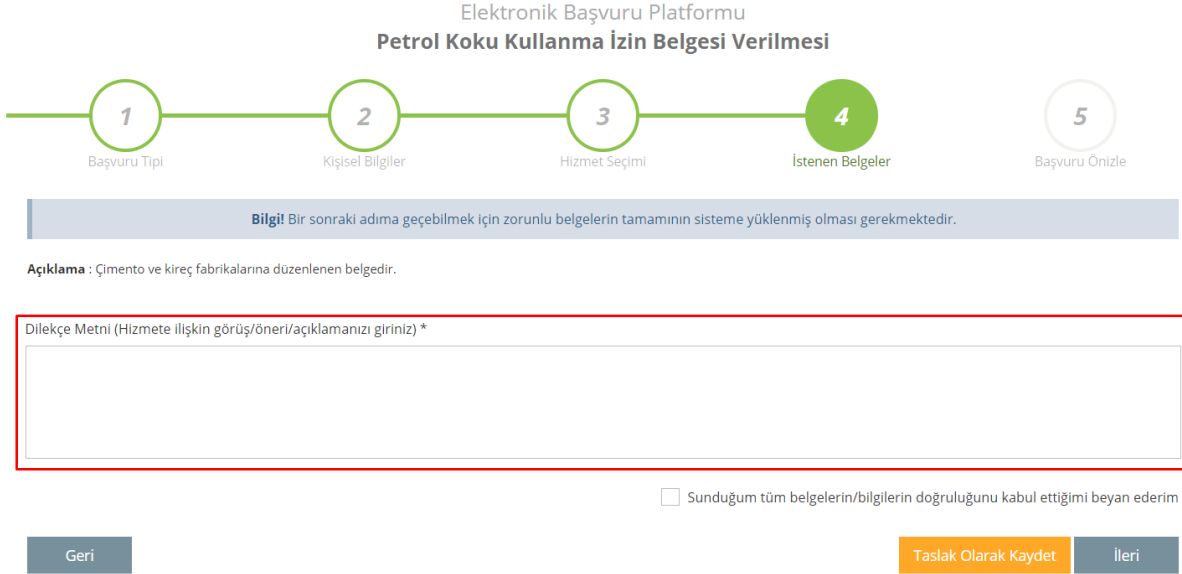 Elektronik Başvuru Platformu
Petrol Koku Kullanma İzin Belgesi Verilmesi
1
2
3
4
5
Başvuru Tipi
Kişisel Bilgiler
Hizmet Seçimi
İstenen Belgeler
Başvuru Önizle
Bilgi! Bir sonraki adıma geçebilmek için zorunlu belgelerin tamamının sisteme yüklenmiş olması gerekmektedir.
Açıklama : Çimento ve kireç fabrikalarına düzenlenen belgedir.
Dilekçe Metni (Hizmete ilişkin görüş/öneri/açıklamanızı giriniz) *
Sunduğum tüm belgelerin/bilgilerin doğruluğunu kabul ettiğimi beyan ederim
Geri
Taslak Olarak Kaydet
İleri